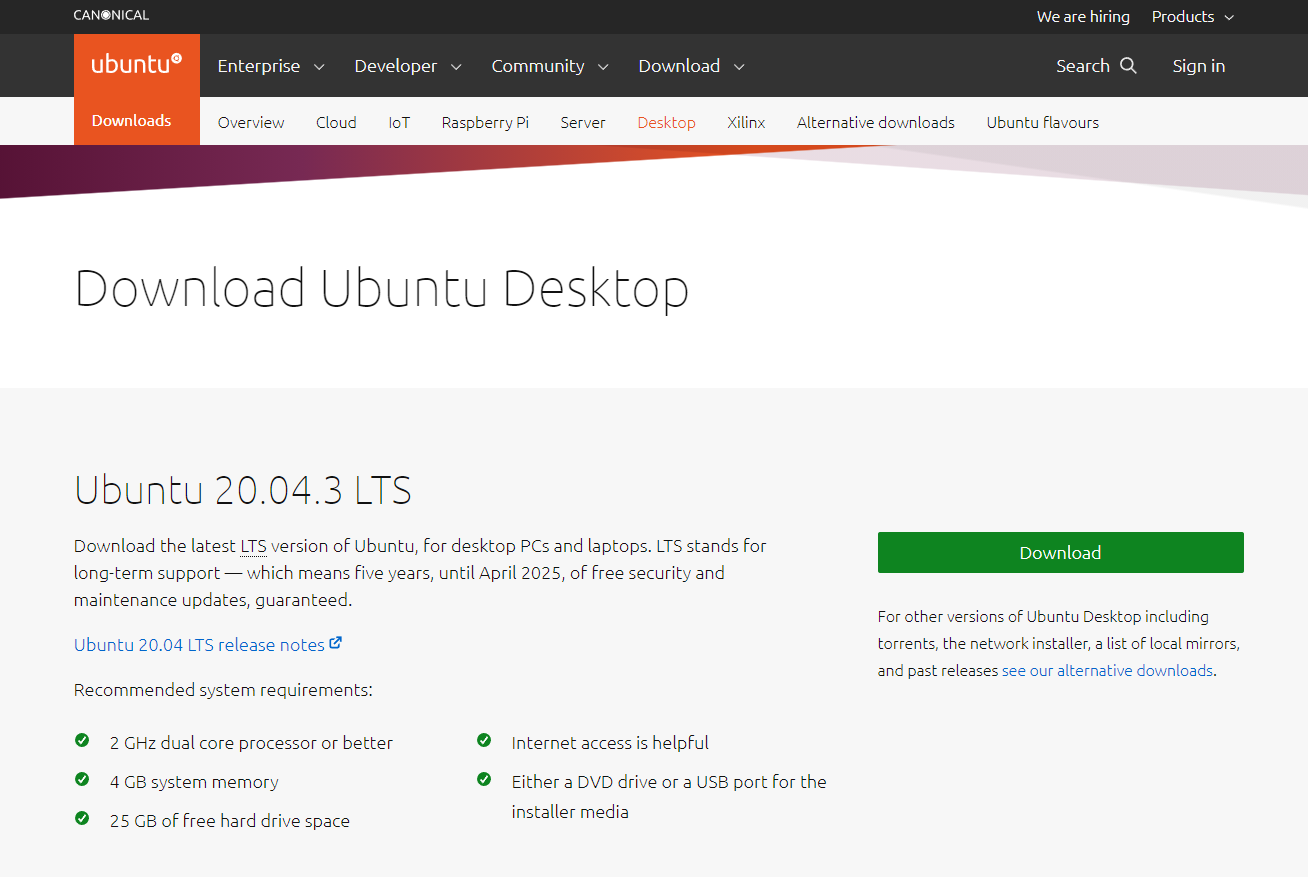 CANONICAL
We are hiring Products
ubuntu
Enterprise Developer Community Download Search Sign in
Downloads
Overview Cloud IoT Raspberry Pi Server Desktop Xilinx Alternative downloads Ubuntu flavours
Download Ubuntu Desktop
Ubuntu 20.04.3 LTS
Download the latest LTS version of Ubuntu, for desktop PCs and laptops. LTS stands for
long-term support — which means five years, until April 2025, of free security and
maintenance updates, guaranteed.
Ubuntu 20.04 LTS release notes
Recommended system requirements:
2 GHz dual core processor or better
4 GB system memory
25 GB of free hard drive space
Internet access is helpful
Either a DVD drive or a USB port for the
installer media
Download
For other versions of Ubuntu Desktop including
torrents, the network installer, a list of local mirrors,
and past releases see our alternative downloads.